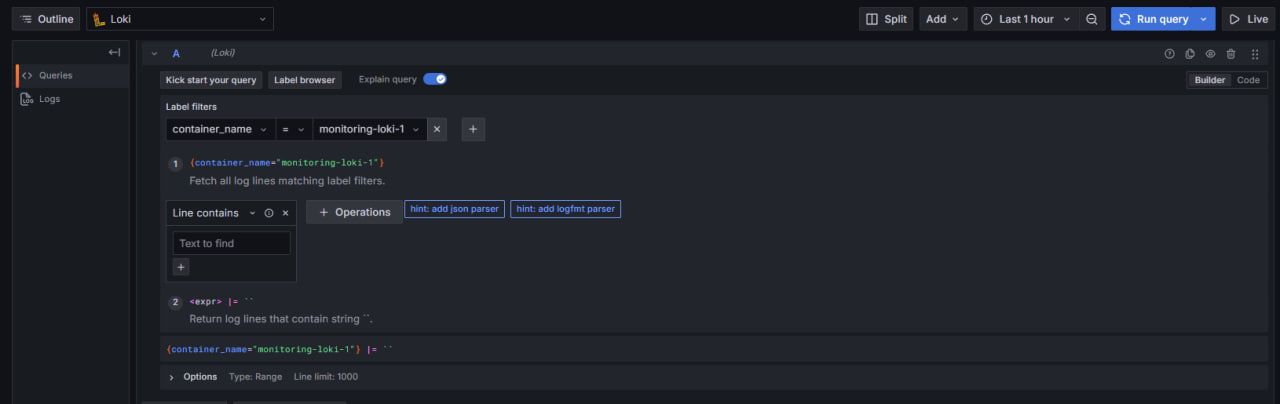 Outline Loki Split Add Last 1 hour Run query Live
A (Loki)
Queries
Logs
Kick start your query Label browser Explain query Builder Code
Label filters
container_name = monitoring-loki-1
1 {container_name="monitoring-loki-1"}
Fetch all log lines matching label filters.
Line contains + Operations hint: add json parser hint: add logfmt parser
Text to find
+
2 <expr> |= ``
Return log lines that contain string ``.
{container_name="monitoring-loki-1"} |= ``
Options Type: Range Line limit: 1000